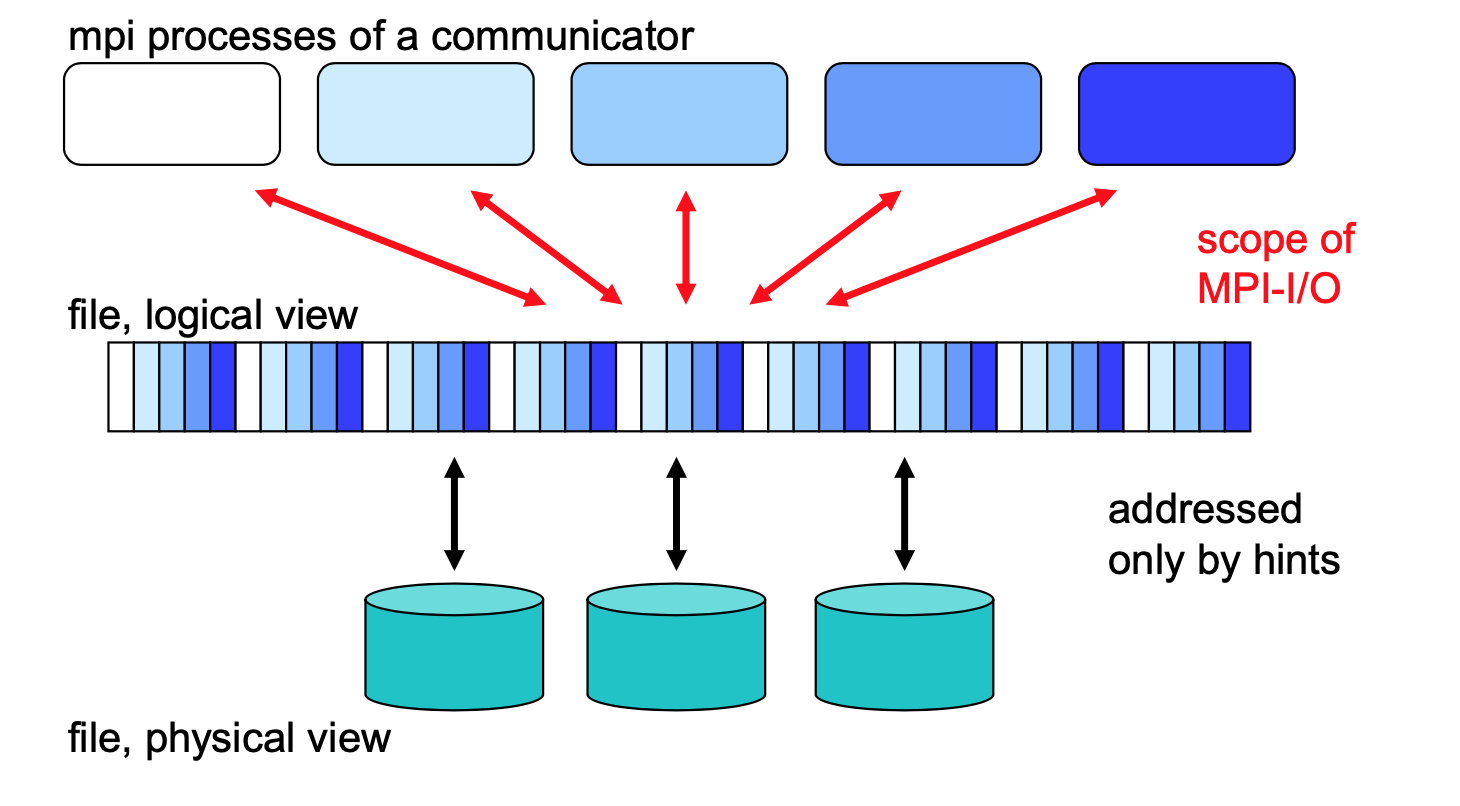 mpi processes of a communicator
scope of
MPI-I/O
file, logical view
addressed
only by hints
file, physical view